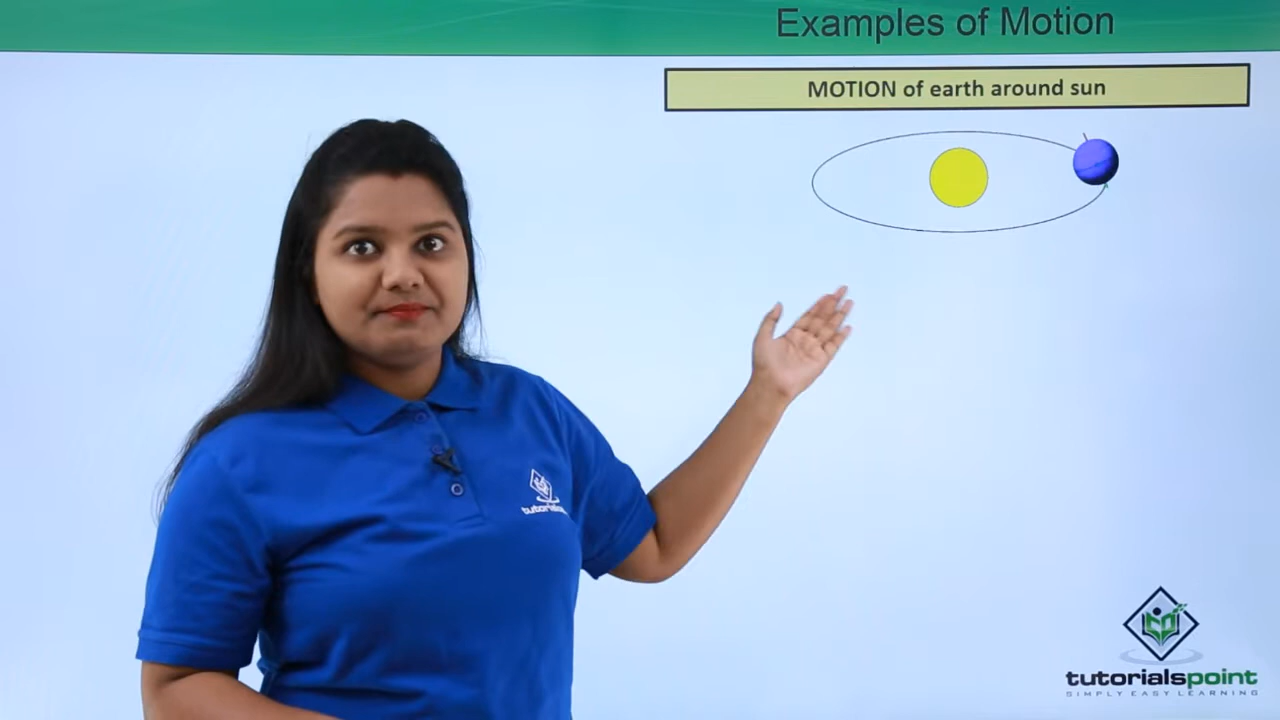 Examples of Motion
MOTION of earth around sun
tutorialspoint
SIMPLY EASY LEARNING